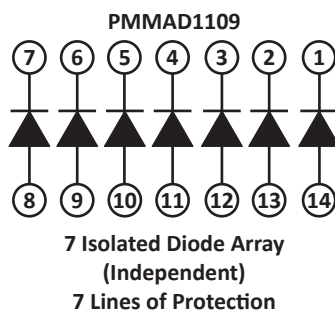 PMMAD1109
7 6 5 4 3 2 1
8 9 10 11 12 13 14
7 Isolated Diode Array
(Independent)
7 Lines of Protection